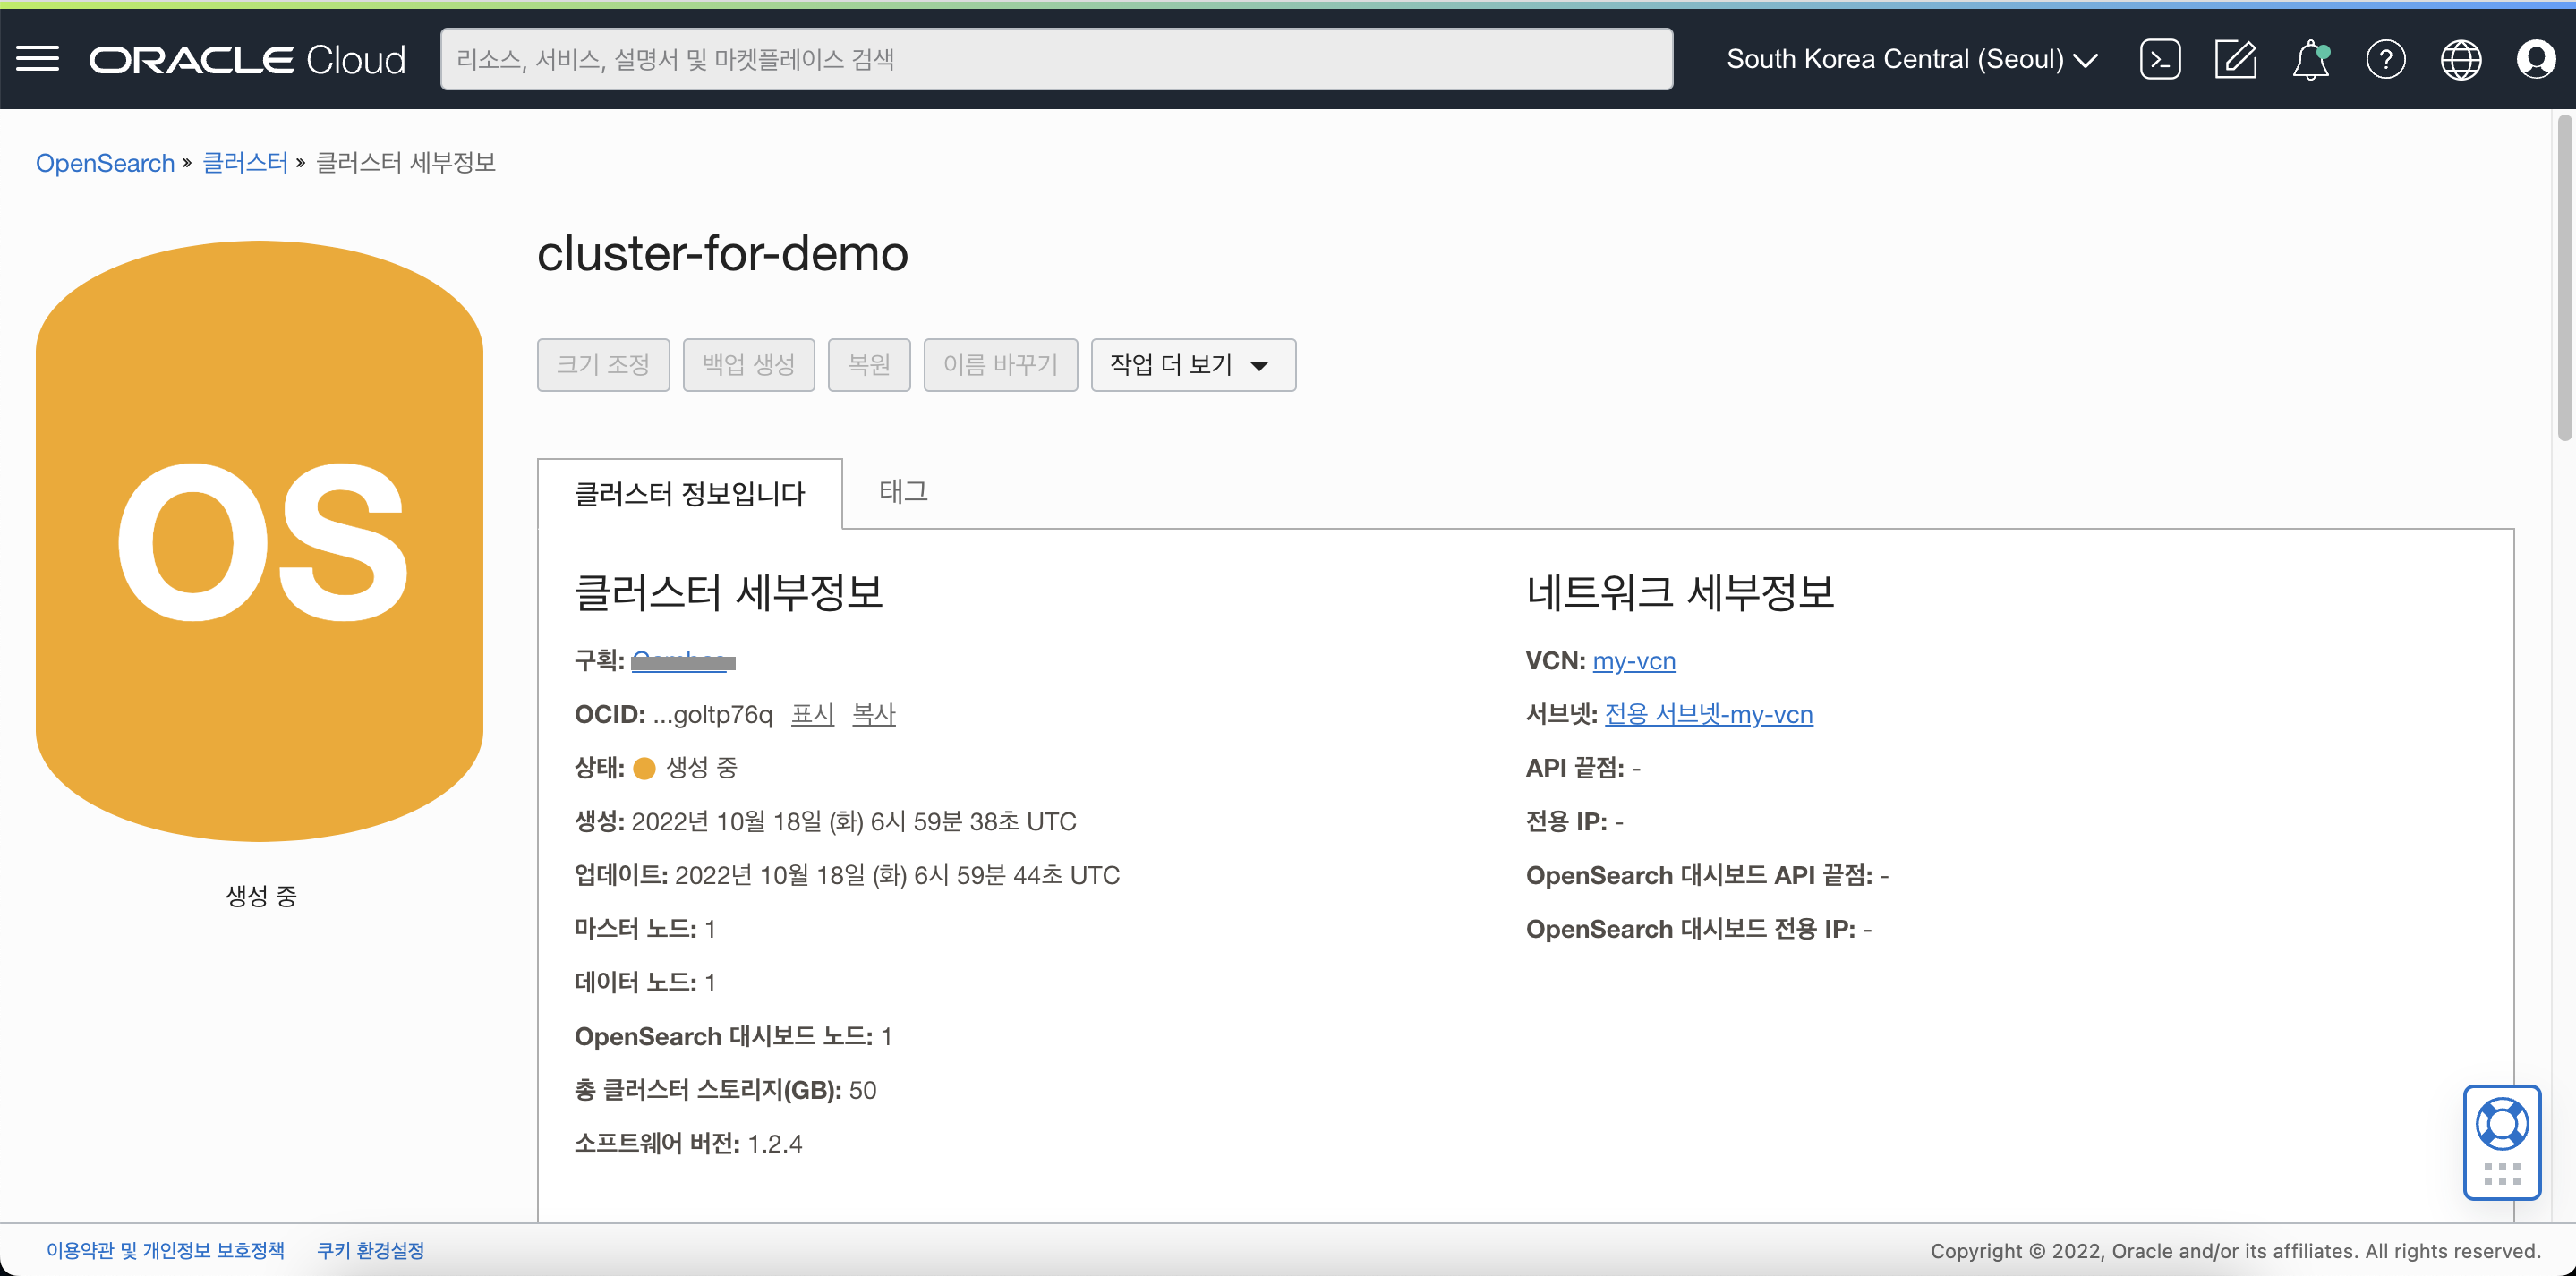 ORACLE Cloud
리소스, 서비스, 설명서 및 마켓플레이스 검색
South Korea Central (Seoul)
OpenSearch » 클러스터 » 클러스터 세부정보
OS
생성 중
cluster-for-demo
크기 조정 백업 생성 복원 이름 바꾸기 작업 더 보기
클러스터 정보입니다 태그
클러스터 세부정보
구획:
OCID: ...goltp76q 표시 복사
상태: 생성 중
생성: 2022년 10월 18일 (화) 6시 59분 38초 UTC
업데이트: 2022년 10월 18일 (화) 6시 59분 44초 UTC
마스터 노드: 1
데이터 노드: 1
OpenSearch 대시보드 노드: 1
총 클러스터 스토리지(GB): 50
소프트웨어 버전: 1.2.4
네트워크 세부정보
VCN: my-vcn
서브넷: 전용 서브넷-my-vcn
API 끝점: -
전용 IP: -
OpenSearch 대시보드 API 끝점: -
OpenSearch 대시보드 전용 IP: -
이용약관 및 개인정보 보호정책 쿠키 환경설정
Copyright © 2022, Oracle and/or its affiliates. All rights reserved.